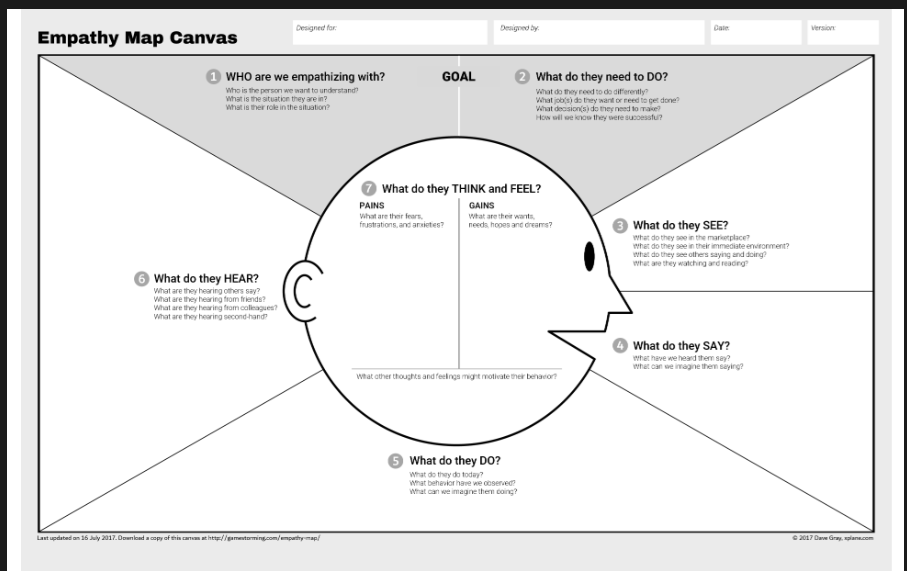 Empathy Map Canvas
Designed for:
Designed by:
Date:
Version:
1 WHO are we empathizing with?
Who is the person we want to understand?
What is the situation they are in?
What is their role in the situation?
GOAL
2 What do they need to DO?
What do they need to do differently?
What job(s) do they want or need to get done?
What decision(s) do they need to make?
How will we know they were successful?
7 What do they THINK and FEEL?
PAINS
What are their fears,
frustrations, and anxieties?
GAINS
What are their wants,
needs, hopes and dreams?
What other thoughts and feelings might motivate their behavior?
3 What do they SEE?
What do they see in the marketplace?
What do they see in their immediate environment?
What do they see others saying and doing?
What are they watching and reading?
4 What do they SAY?
What have we heard them say?
What can we imagine them saying?
5 What do they DO?
What do they do today?
What behavior have we observed?
What can we imagine them doing?
6 What do they HEAR?
What are they hearing others say?
What are they hearing from friends?
What are they hearing from colleagues?
What are they hearing second-hand?
Last updated on 16 July 2017. Download a copy of this canvas at http://gamestorming.com/empathy-map/
© 2017 Dave Gray, xplane.com